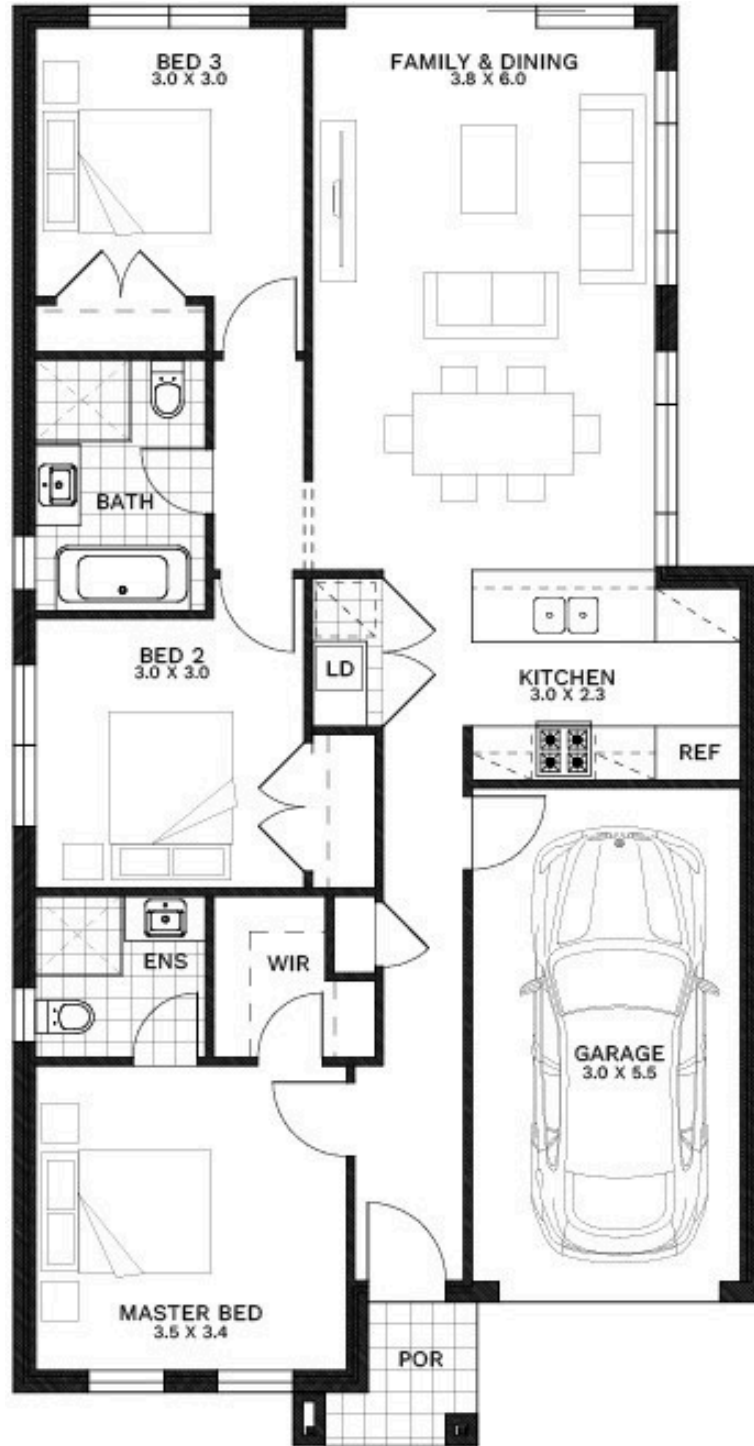 BED 3
3.0 X 3.0
FAMILY & DINING
3.8 X 6.0
BATH
BED 2
3.0 X 3.0
LD
KITCHEN
3.0 X 2.3
REF
ENS
WIR
GARAGE
3.0 X 5.5
MASTER BED
3.5 X 3.4
POR